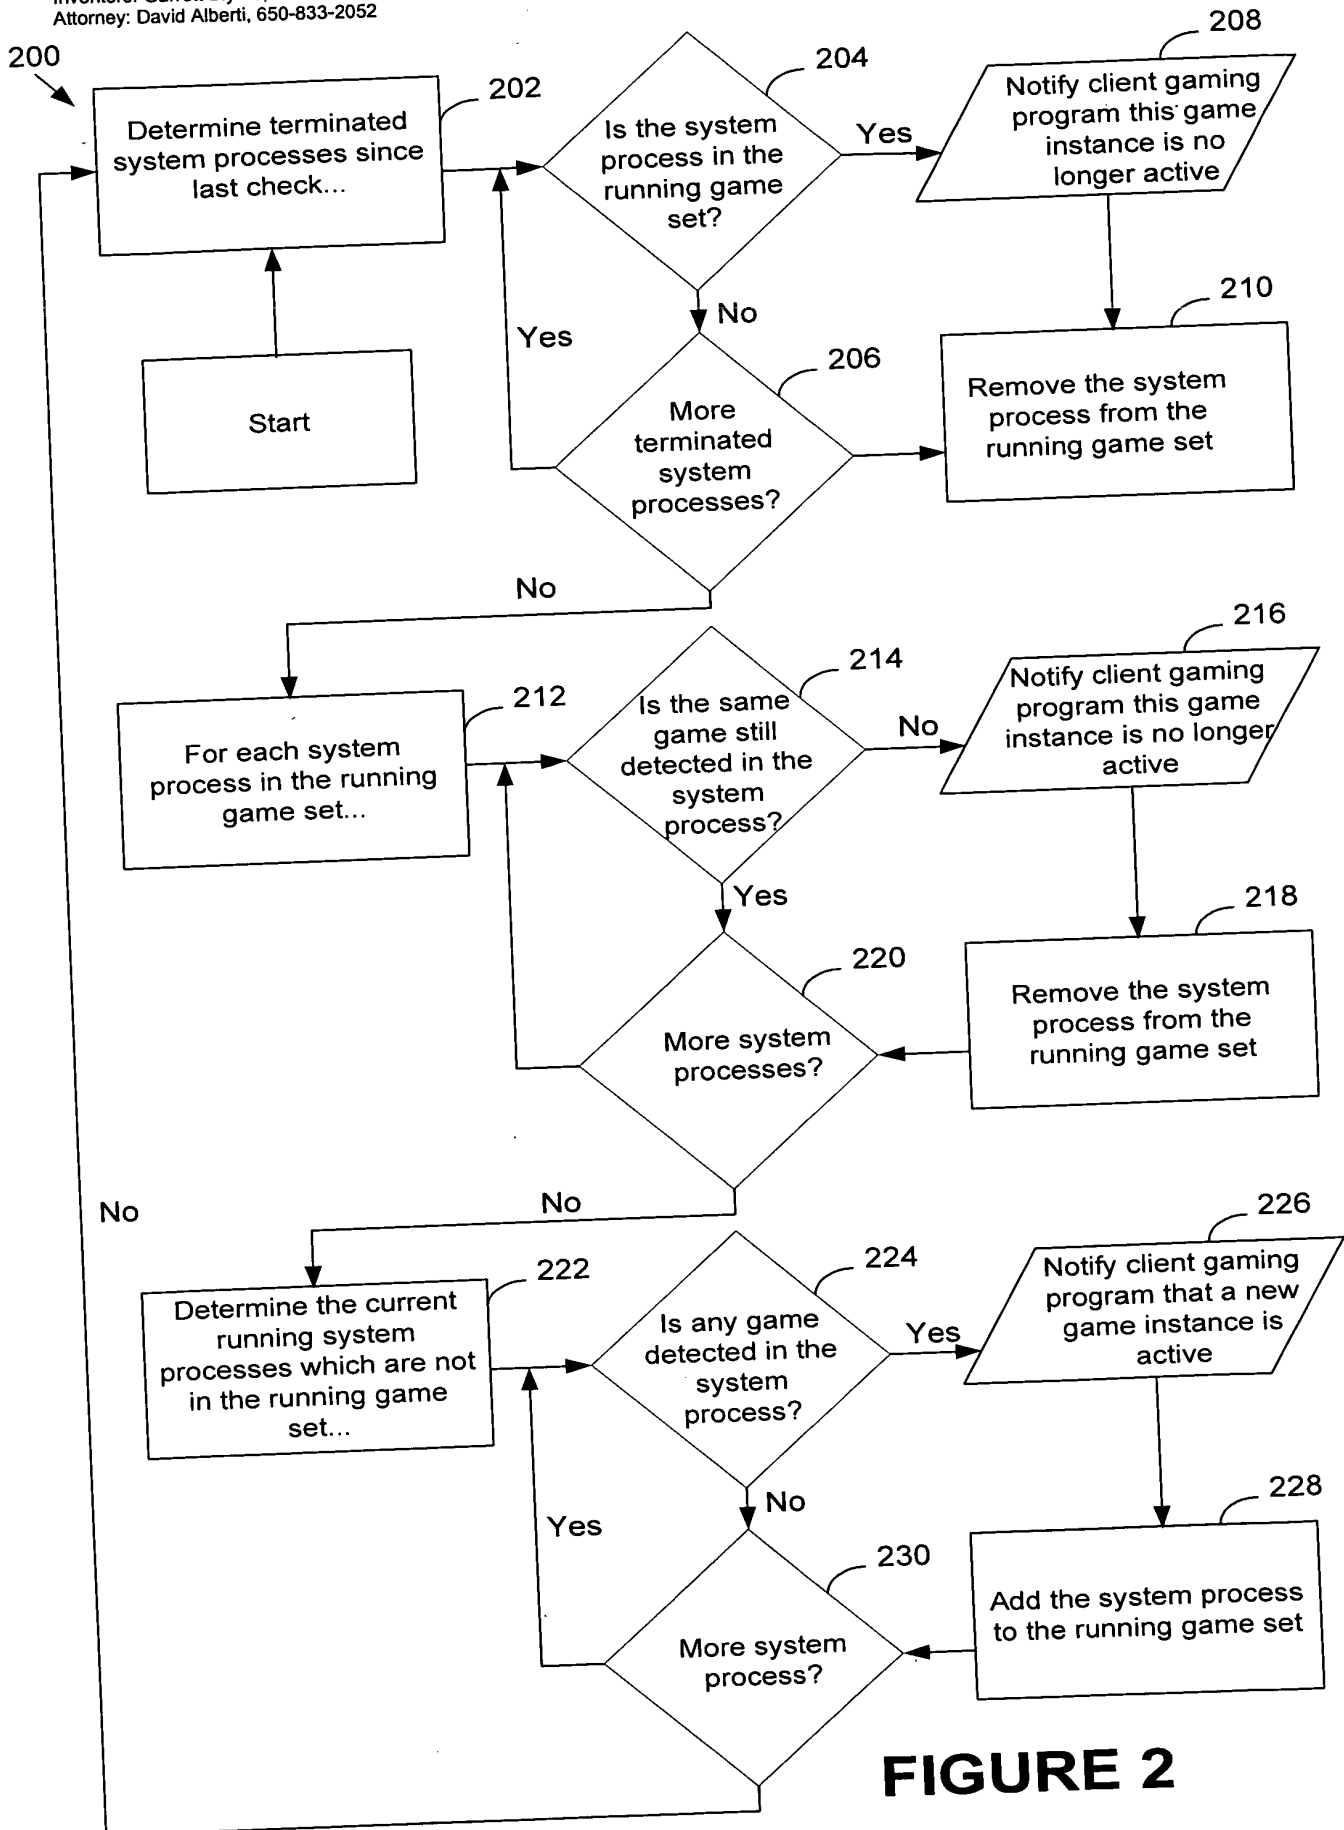 Attorney: David Alberti, 650-833-2052
200
202
Determine terminated
system processes since
last check...
Start
204
Is the system
process in the
running game
set?
Yes
No
208
Notify client gaming
program this game
instance is no
longer active
210
Remove the system
process from the
running game set
206
More
terminated
system
processes?
Yes
No
212
For each system
process in the running
game set...
214
Is the same
game still
detected in the
system
process?
No
Yes
216
Notify client gaming
program this game
instance is no longer
active
218
Remove the system
process from the
running game set
220
More system
processes?
No
No
222
Determine the current
running system
processes which are not
in the running game
set...
224
Is any game
detected in the
system
process?
Yes
No
226
Notify client gaming
program that a new
game instance is
active
228
Add the system process
to the running game set
230
More system
process?
Yes
FIGURE 2